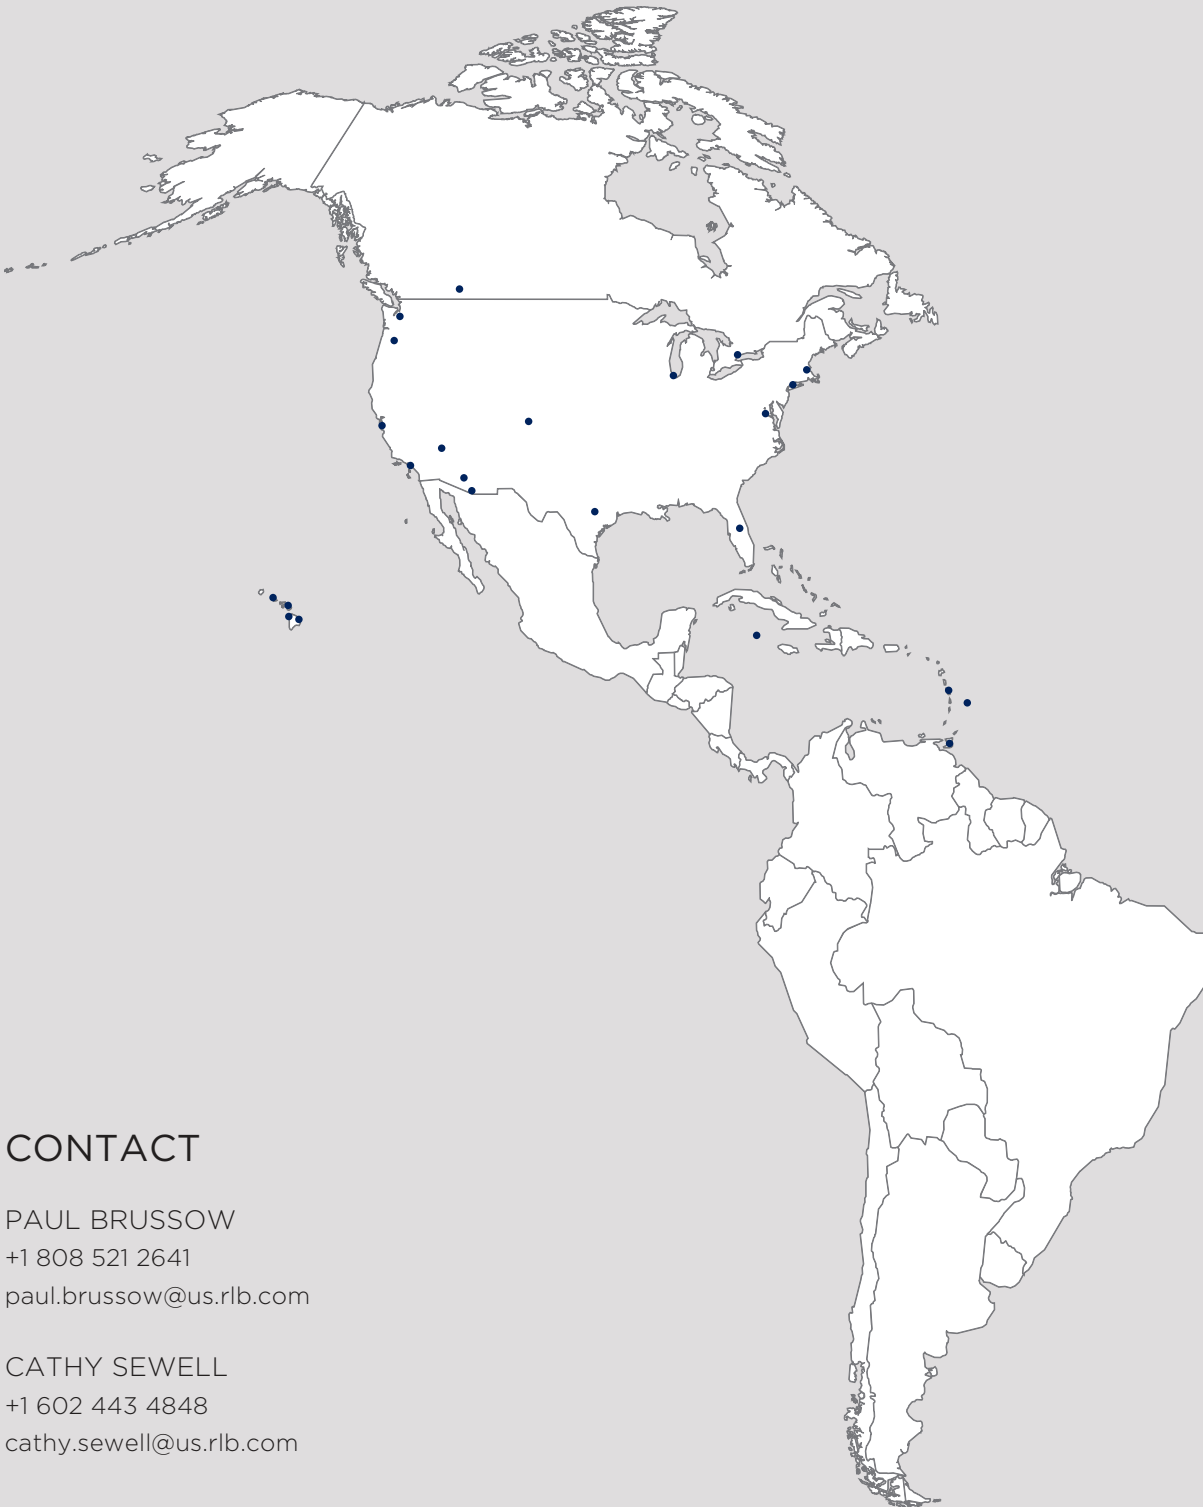 CONTACT
PAUL BRUSSOW
+1 808 521 2641
paul.brussow@us.rlb.com
CATHY SEWELL
+1 602 443 4848
cathy.sewell@us.rlb.com